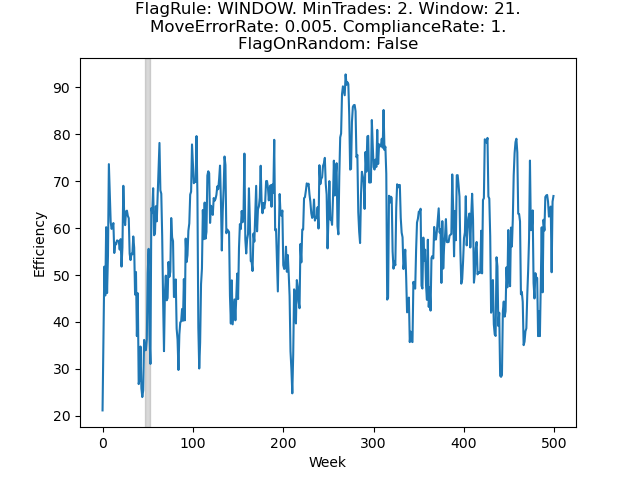 FlagRule: WINDOW. MinTrades: 2. Window: 21.
MoveErrorRate: 0.005. ComplianceRate: 1.
FlagOnRandom: False
90
80
70
60
50
40
30
20
Efficiency
0 100 200 300 400 500
Week